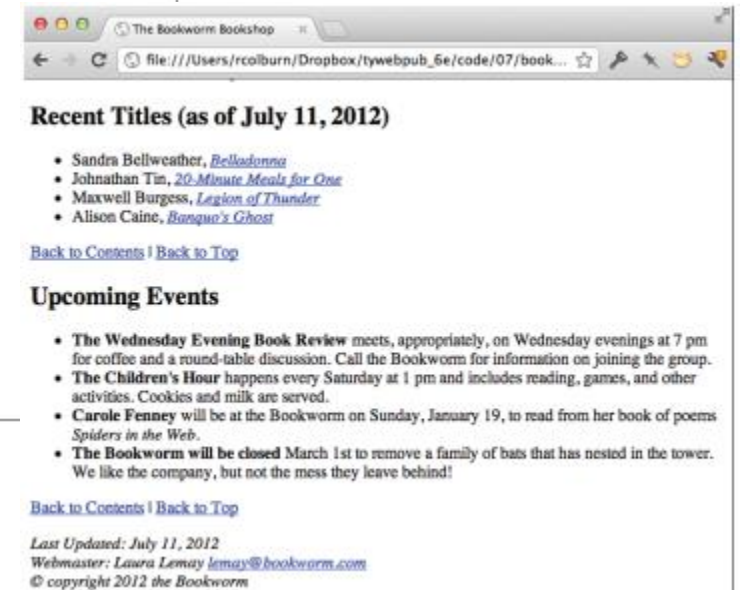 The Bookworm Bookshop
file:///Users/rcolburn/Dropbox/tywebpub_6e/code/07/book...
Recent Titles (as of July 11, 2012)
• Sandra Bellweather, Belladonna
• Johnathan Tin, 20-Minute Meals for One
• Maxwell Burgess, Legion of Thunder
• Alison Caine, Banquo's Ghost
Back to Contents | Back to Top
Upcoming Events
• The Wednesday Evening Book Review meets, appropriately, on Wednesday evenings at 7 pm
for coffee and a round-table discussion. Call the Bookworm for information on joining the group.
• The Children's Hour happens every Saturday at 1 pm and includes reading, games, and other
activities. Cookies and milk are served.
• Carole Fenney will be at the Bookworm on Sunday, January 19, to read from her book of poems
Spiders in the Web.
• The Bookworm will be closed March 1st to remove a family of bats that has nested in the tower.
We like the company, but not the mess they leave behind!
Back to Contents | Back to Top
Last Updated: July 11, 2012
Webmaster: Laura Lemay lemay@bookworm.com
© copyright 2012 the Bookworm